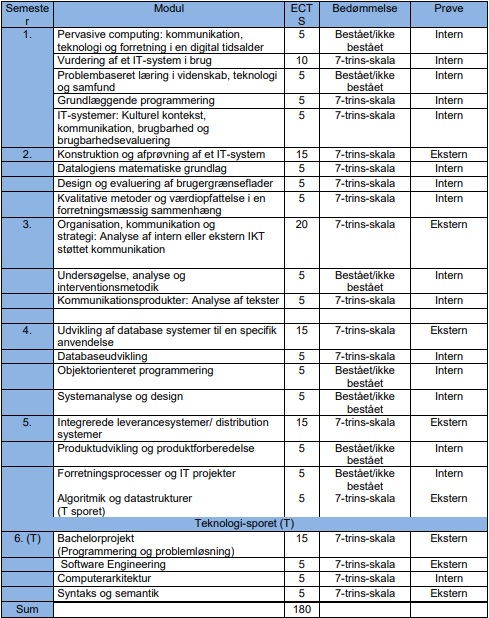 Semeste Modul ECT Bedømmelse Prøve
r S
1. Pervasive computing: kommunikation, 5 Bestået/ikke Intern
teknologi og forretning i en digital tidsalder bestået
Vurdering af et IT-system i brug 10 7-trins-skala Intern
Problembaseret læring i videnskab, teknologi 5 Bestået/ikke Intern
og samfund bestået
Grundlæggende programmering 5 7-trins-skala Intern
IT-systemer: Kulturel kontekst, 5 7-trins-skala Intern
kommunikation, brugbarhed og
brugbarhedsevaluering
2. Konstruktion og afprøvning af et IT-system 15 7-trins-skala Ekstern
Datalogiens matematiske grundlag 5 7-trins-skala Intern
Design og evaluering af brugergrænseflader 5 7-trins-skala Intern
Kvalitative metoder og værdiopfattelse i en 5 7-trins-skala Intern
forretningsmæssig sammenhæng
3. Organisation, kommunikation og 20 7-trins-skala Ekstern
strategi: Analyse af intern eller ekstern IKT
støttet kommunikation
Undersøgelse, analyse og 5 Bestået/ikke Intern
interventionsmetodik bestået
Kommunikationsprodukter: Analyse af tekster 5 7-trins-skala Intern
4. Udvikling af database systemer til en specifik 15 7-trins-skala Ekstern
anvendelse
Databaseudvikling 5 7-trins-skala Intern
Objektorienteret programmering 5 Bestået/ikke Intern
bestået
Systemanalyse og design 5 Bestået/ikke Intern
bestået
5. Integrerede leverancesystemer/ distribution 15 7-trins-skala Ekstern
systemer
Produktudvikling og produktforberedelse 5 Bestået/ikke Intern
bestået
Forretningsprocesser og IT projekter 5 Bestået/ikke Intern
bestået
Algoritmik og datastrukturer 5 7-trins-skala Ekstern
(T sporet)
Teknologi-sporet (T)
6. (T) Bachelorprojekt 15 7-trins-skala Ekstern
(Programmering og problemløsning)
Software Engineering 5 7-trins-skala Ekstern
Computerarkitektur 5 7-trins-skala Intern
Syntaks og semantik 5 7-trins-skala Ekstern
Sum 180